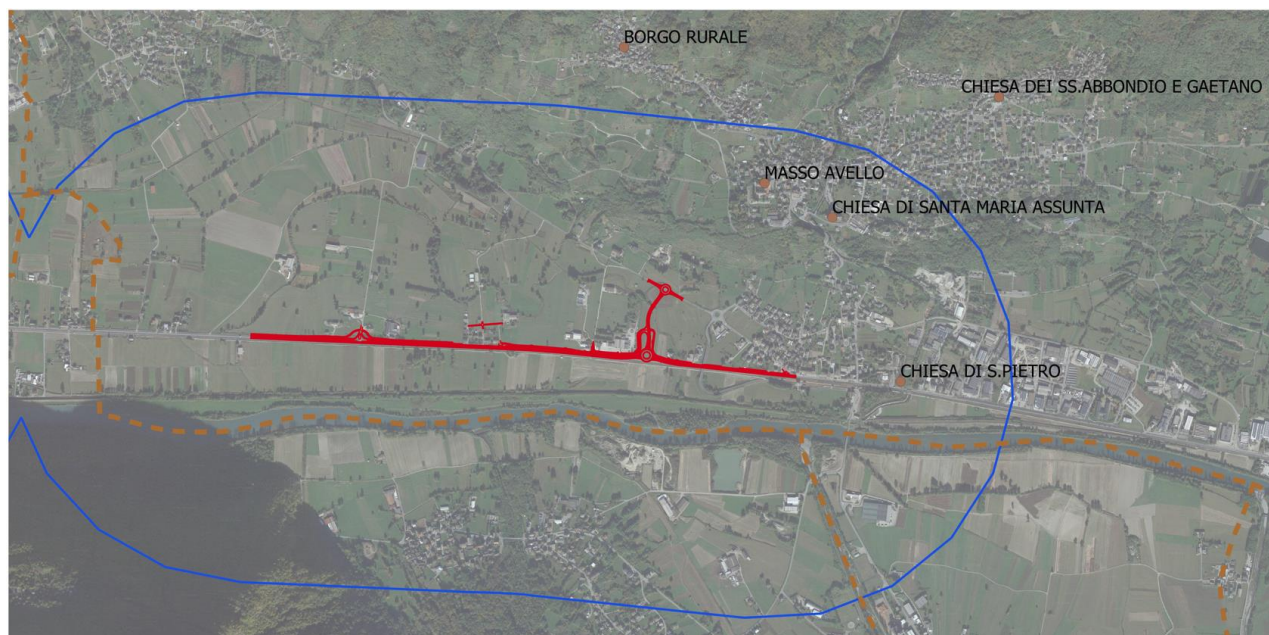 BORGO RURALE
CHIESA DEI SS.ABBONDIO E GAETANO
MASSO AVELLO
CHIESA DI SANTA MARIA ASSUNTA
CHIESA DI S.PIETRO